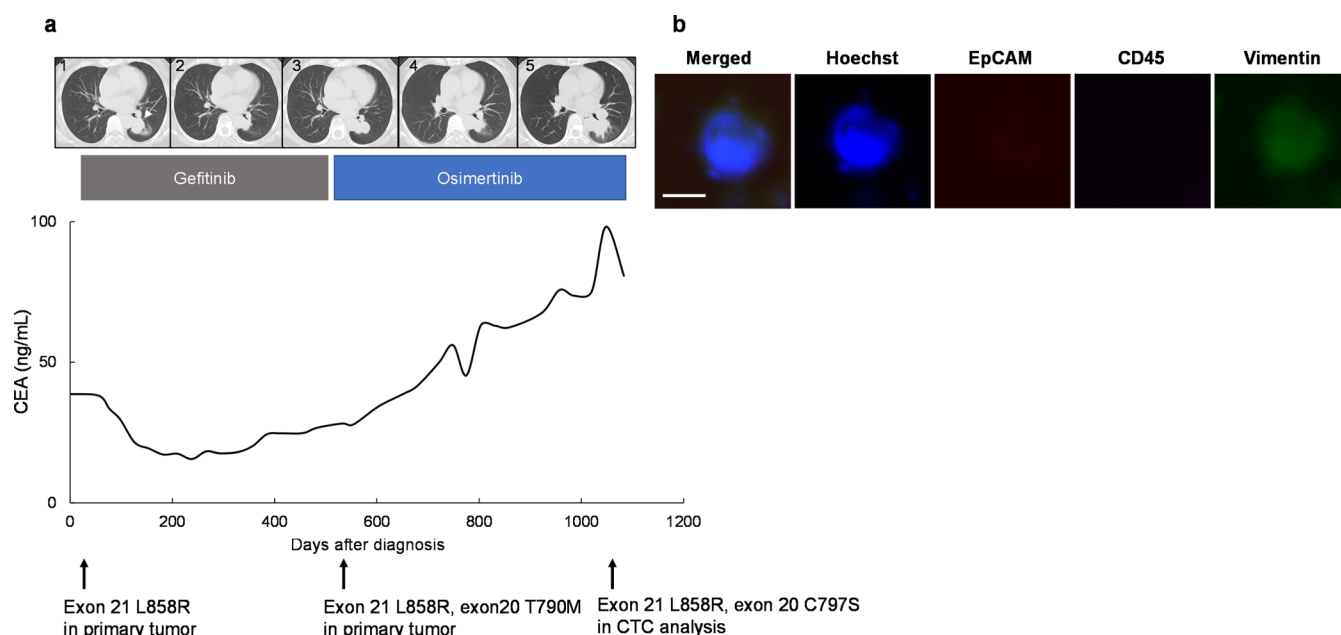 a
1 2 3 4 5
Gefitinib
Osimertinib
100
50
0
CEA (ng/mL)
0 200 400 600 800 1000 1200
Days after diagnosis
Exon 21 L858R
in primary tumor
Exon 21 L858R, exon20 T790M
in primary tumor
Exon 21 L858R, exon 20 C797S
in CTC analysis
b
Merged Hoechst EpCAM CD45 Vimentin